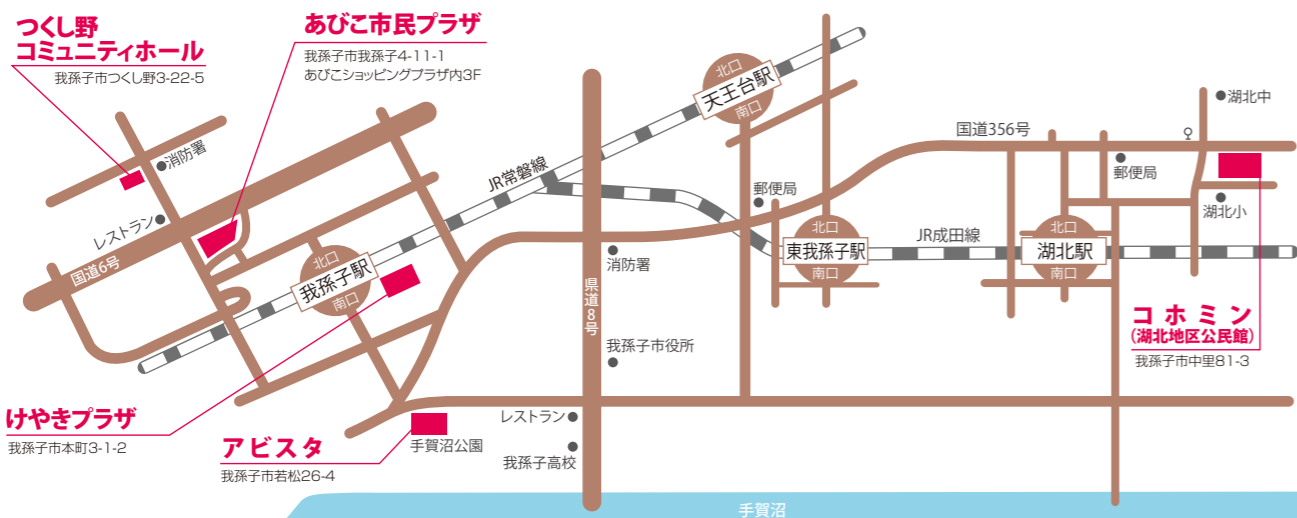 つくし野
コミュニティホール
我孫子市つくし野3-22-5
あびこ市民プラザ
我孫子市我孫子4-11-1
あびこショッピングプラザ内3F
消防署
レストラン
国道6号
JR常磐線
北口
天王台駅
南口
国道356号
湖北中
郵便局
湖北小
郵便局
北口
我孫子駅
南口
消防署
県道8号
北口
東我孫子駅
南口
JR成田線
北口
湖北駅
南口
コホミン
(湖北地区公民館)
我孫子市中里81-3
我孫子市役所
けやきプラザ
我孫子市本町3-1-2
アビスタ
我孫子市若松26-4
手賀沼公園
レストラン
我孫子高校
手賀沼